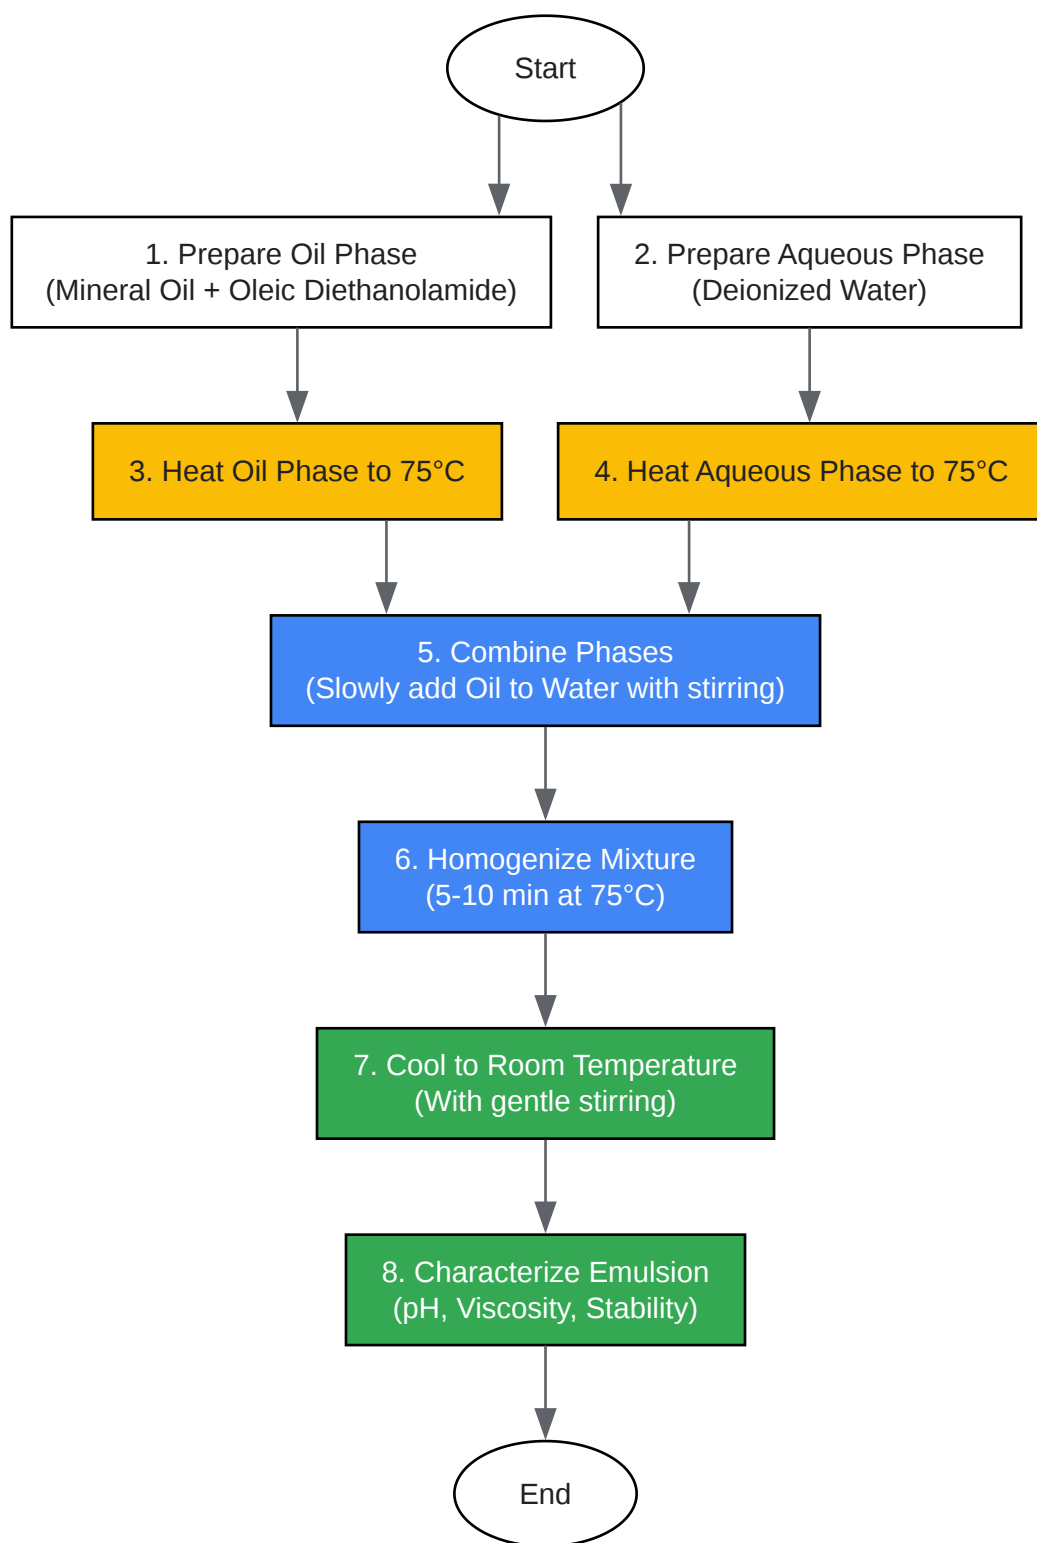 Start
1. Prepare Oil Phase
(Mineral Oil + Oleic Diethanolamide)
2. Prepare Aqueous Phase
(Deionized Water)
3. Heat Oil Phase to 75°C
4. Heat Aqueous Phase to 75°C
5. Combine Phases
(Slowly add Oil to Water with stirring)
6. Homogenize Mixture
(5-10 min at 75°C)
7. Cool to Room Temperature
(With gentle stirring)
8. Characterize Emulsion
(pH, Viscosity, Stability)
End